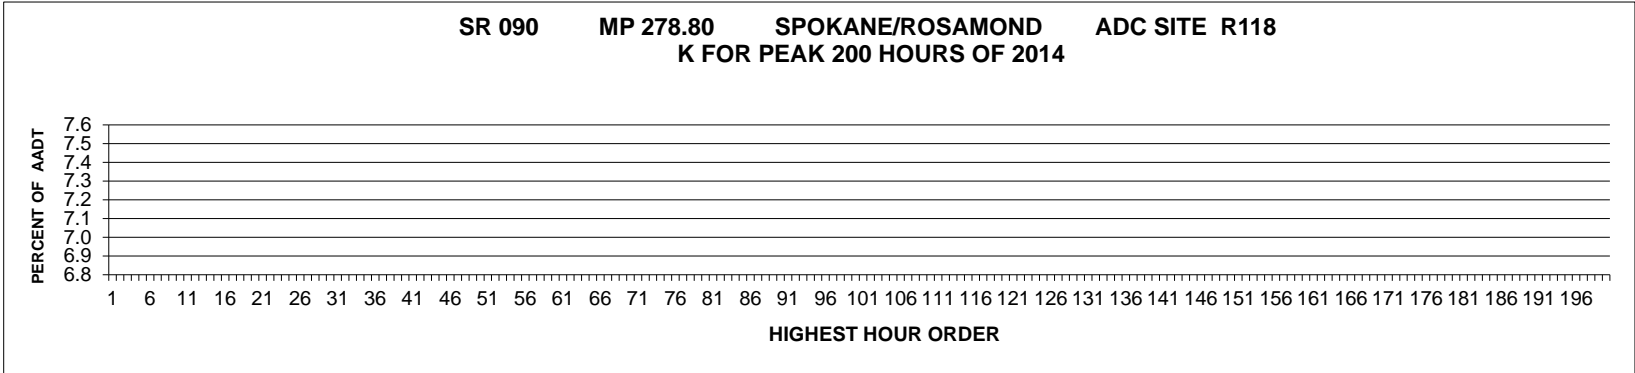 SR 090 MP 278.80 SPOKANE/ROSAMOND ADC SITE R118
K FOR PEAK 200 HOURS OF 2014
PERCENT OF AADT
7.6
7.5
7.4
7.3
7.2
7.1
7.0
6.9
6.8
1 6 11 16 21 26 31 36 41 46 51 56 61 66 71 76 81 86 91 96 101 106 111 116 121 126 131 136 141 146 151 156 161 166 171 176 181 186 191 196
HIGHEST HOUR ORDER